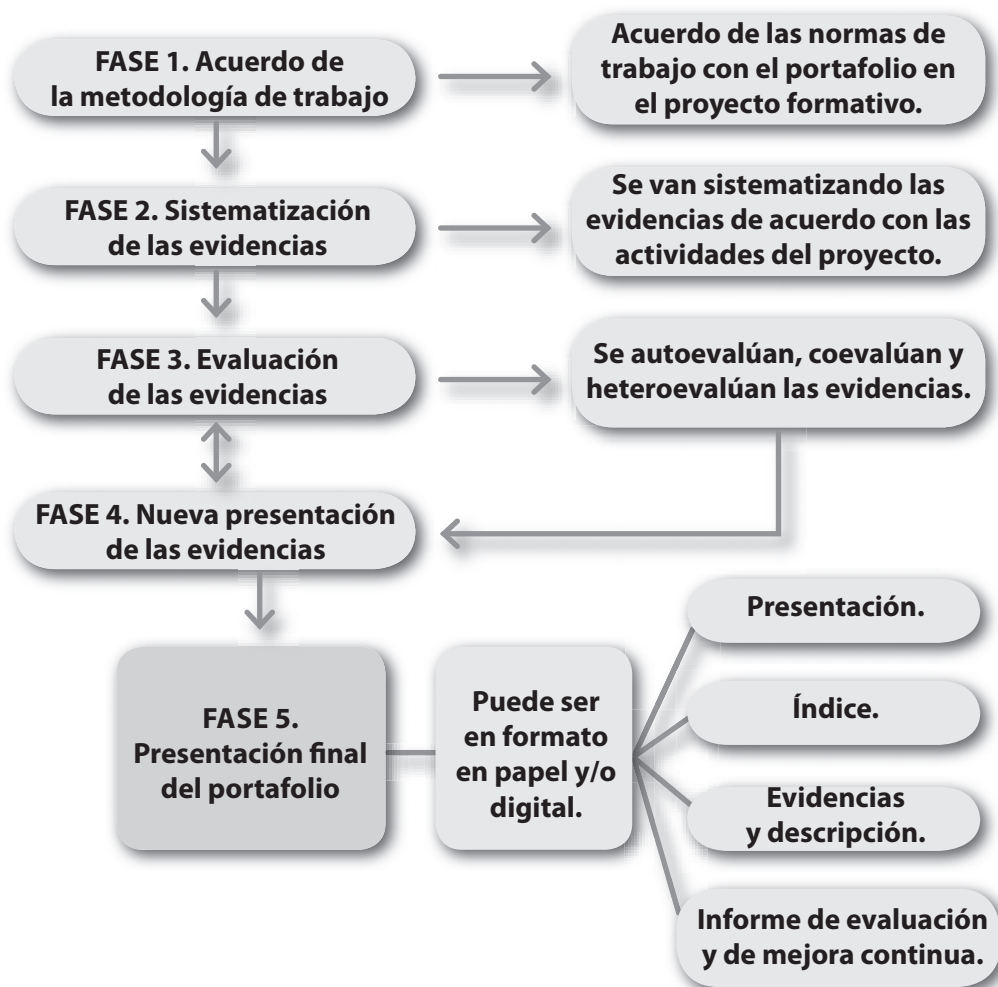 FASE 1. Acuerdo de
la metodología de trabajo
Acuerdo de las normas de
trabajo con el portafolio en
el proyecto formativo.
FASE 2. Sistematización
de las evidencias
Se van sistematizando las
evidencias de acuerdo con las
actividades del proyecto.
FASE 3. Evaluación
de las evidencias
Se autoevalúan, coevalúan y
heteroevalúan las evidencias.
FASE 4. Nueva presentación
de las evidencias
FASE 5.
Presentación final
del portafolio
Puede ser
en formato
en papel y/o
digital.
Presentación.
Índice.
Evidencias
y descripción.
Informe de evaluación
y de mejora continua.